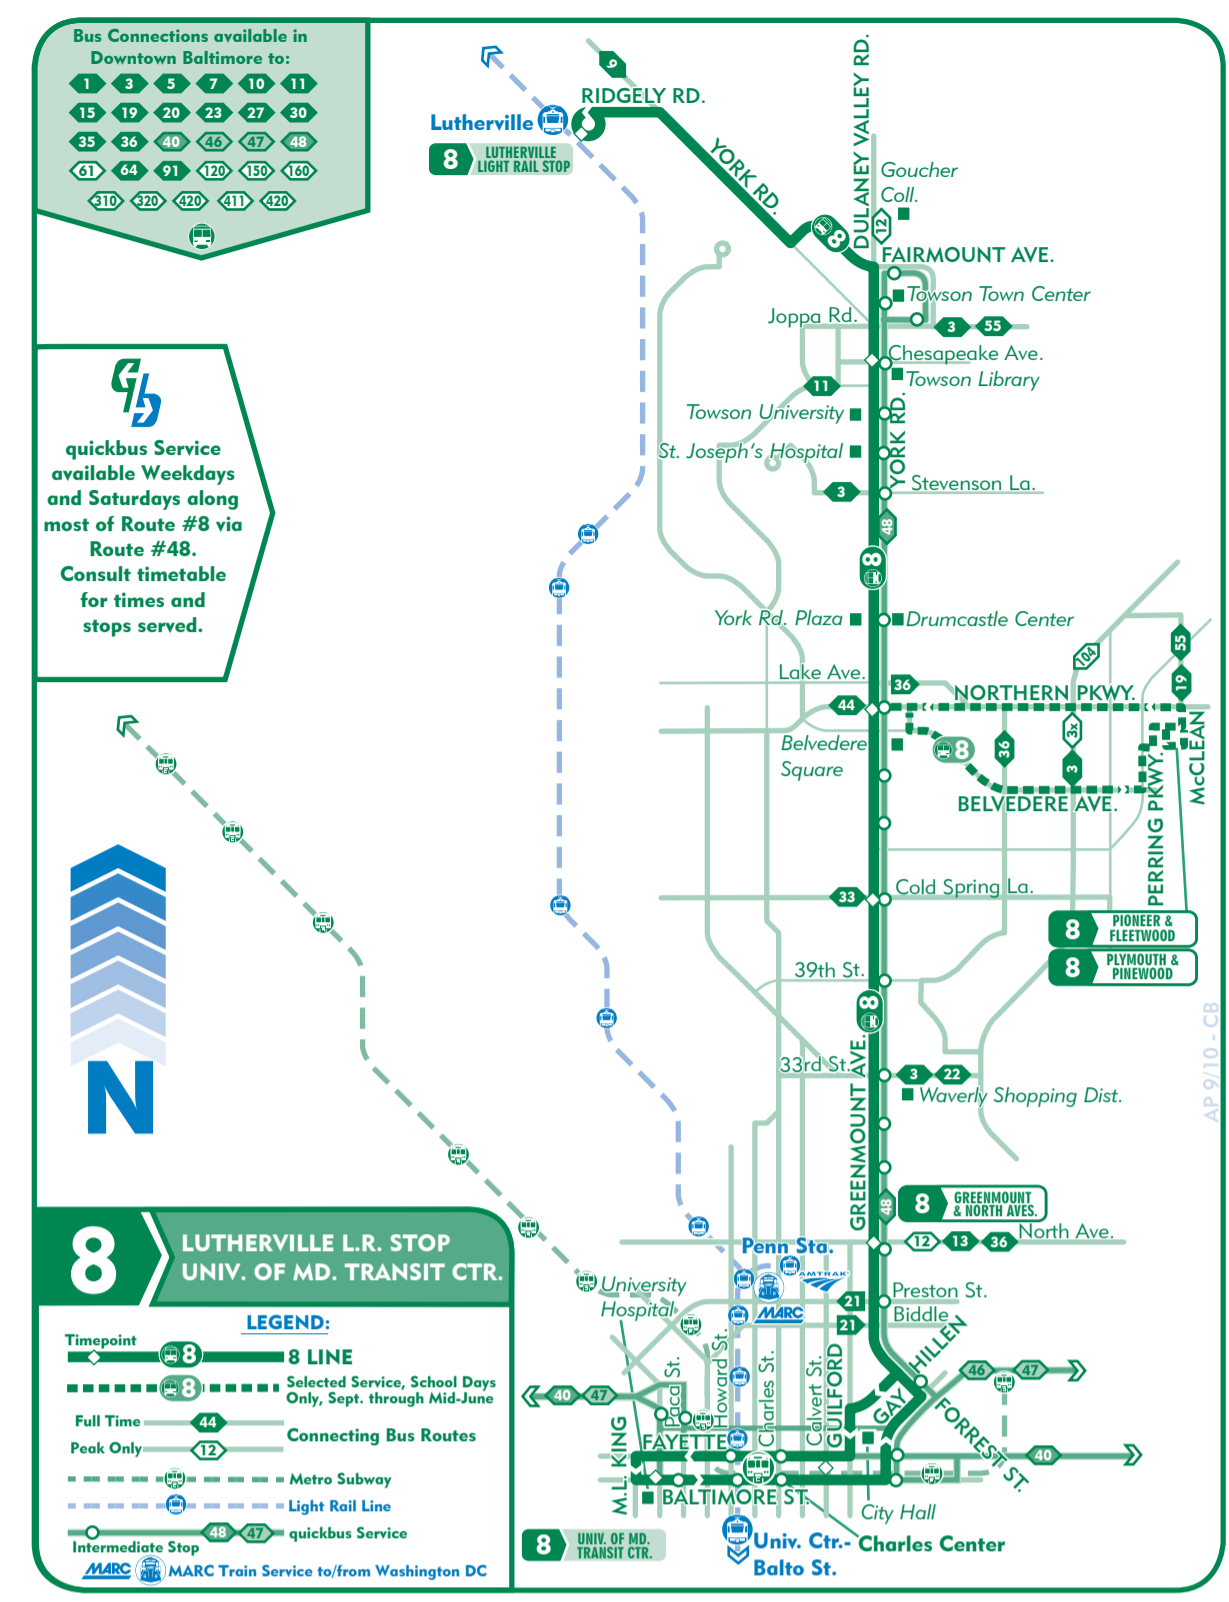 Bus Connections available in
Downtown Baltimore to:
1 3 5 7 10 11
15 19 20 23 27 30
35 36 40 46 47 48
61 64 91 120 150 160
310 320 420 411 420
quickbus Service
available Weekdays
and Saturdays along
most of Route #8 via
Route #48.
Consult timetable
for times and
stops served.
N
9
RIDGELY RD.
Lutherville
8 LUTHERVILLE
LIGHT RAIL STOP
YORK RD.
8
DULANEY VALLEY RD.
Goucher
Coll.
12
FAIRMOUNT AVE.
Towson Town Center
Joppa Rd.
3 55
Chesapeake Ave.
Towson Library
11
Towson University
YORK RD.
St. Joseph's Hospital
3
Stevenson La.
48
8
York Rd. Plaza
Drumcastle Center
104
55
19
Lake Ave.
36
NORTHERN PKWY.
44
Belvedere
Square
8
36
3x
3
McCLEAN
BELVEDERE AVE.
PERRING PKWY.
33
Cold Spring La.
8 PIONEER &
FLEETWOOD
8 PLYMOUTH &
PINEWOOD
39th St.
8
GREENMOUNT AVE.
33rd St.
3 22
Waverly Shopping Dist.
AP 9/10 - CB
48
8 GREENMOUNT
& NORTH AVES.
12 13 36
North Ave.
Penn Sta.
AMTRAK
MARC
University
Hospital
21
Preston St.
21
Biddle
HILLEN
46 47
40 47
Paca St.
Howard St.
Charles St.
Calvert St.
GUILFORD
GAY
FORREST ST.
M.L. KING
FAYETTE
40
BALTIMORE ST.
City Hall
8 UNIV. OF MD.
TRANSIT CTR.
Univ. Ctr.-
Balto St.
Charles Center
8
LUTHERVILLE L.R. STOP
UNIV. OF MD. TRANSIT CTR.
LEGEND:
Timepoint
8 8 LINE
8 Selected Service, School Days
Only, Sept. through Mid-June
Full Time 44
Peak Only 12
Connecting Bus Routes
Metro Subway
Light Rail Line
48 47 quickbus Service
Intermediate Stop
MARC MARC Train Service to/from Washington DC